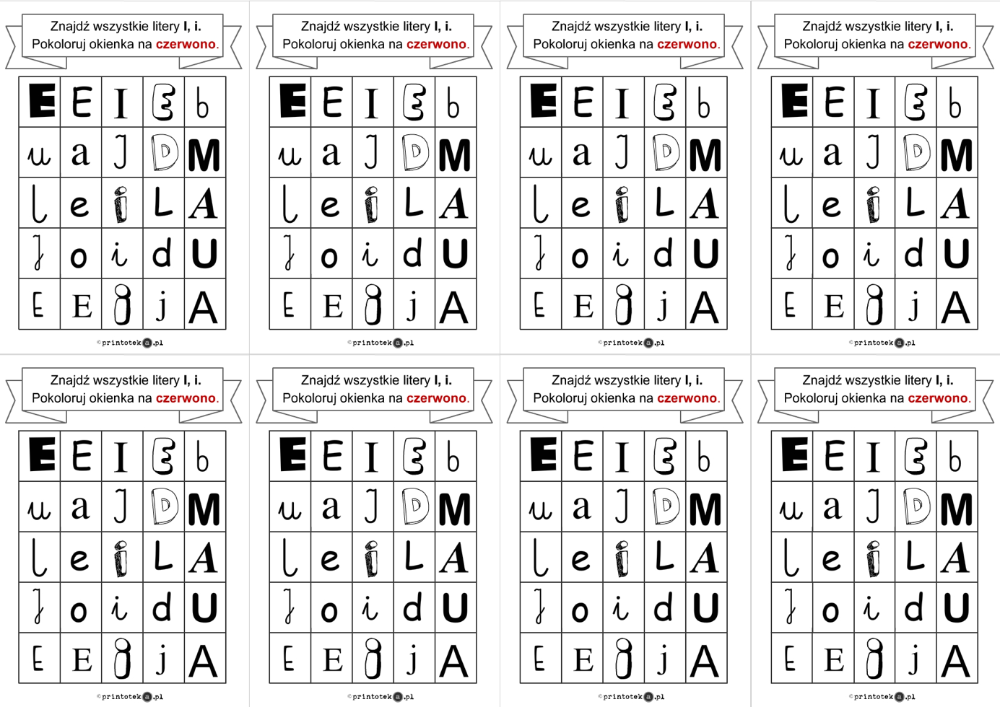 Znajdź wszystkie litery I, i.
Pokoloruj okienka na czerwono.
E E I E b
u a I D M
l e i L A
J o i d U
E E i j A
©printoteka.pl
Znajdź wszystkie litery I, i.
Pokoloruj okienka na czerwono.
E E I E b
u a I D M
l e i L A
J o i d U
E E i j A
©printoteka.pl
Znajdź wszystkie litery I, i.
Pokoloruj okienka na czerwono.
E E I E b
u a I D M
l e i L A
J o i d U
E E i j A
©printoteka.pl
Znajdź wszystkie litery I, i.
Pokoloruj okienka na czerwono.
E E I E b
u a I D M
l e i L A
J o i d U
E E i j A
©printoteka.pl
Znajdź wszystkie litery I, i.
Pokoloruj okienka na czerwono.
E E I E b
u a I D M
l e i L A
J o i d U
E E i j A
©printoteka.pl
Znajdź wszystkie litery I, i.
Pokoloruj okienka na czerwono.
E E I E b
u a I D M
l e i L A
J o i d U
E E i j A
©printoteka.pl
Znajdź wszystkie litery I, i.
Pokoloruj okienka na czerwono.
E E I E b
u a I D M
l e i L A
J o i d U
E E i j A
©printoteka.pl
Znajdź wszystkie litery I, i.
Pokoloruj okienka na czerwono.
E E I E b
u a I D M
l e i L A
J o i d U
E E i j A
©printoteka.pl